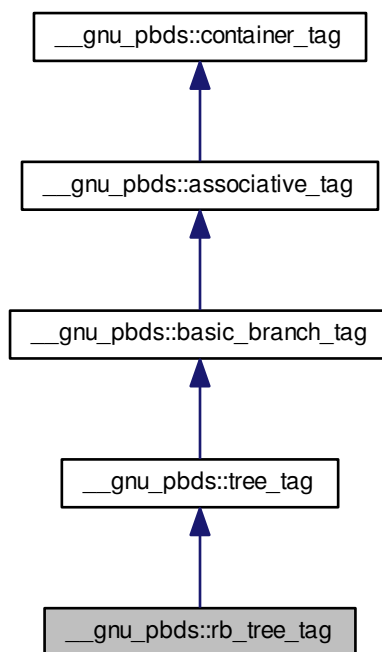 __gnu_pbds::container_tag
__gnu_pbds::associative_tag
__gnu_pbds::basic_branch_tag
__gnu_pbds::tree_tag
__gnu_pbds::rb_tree_tag